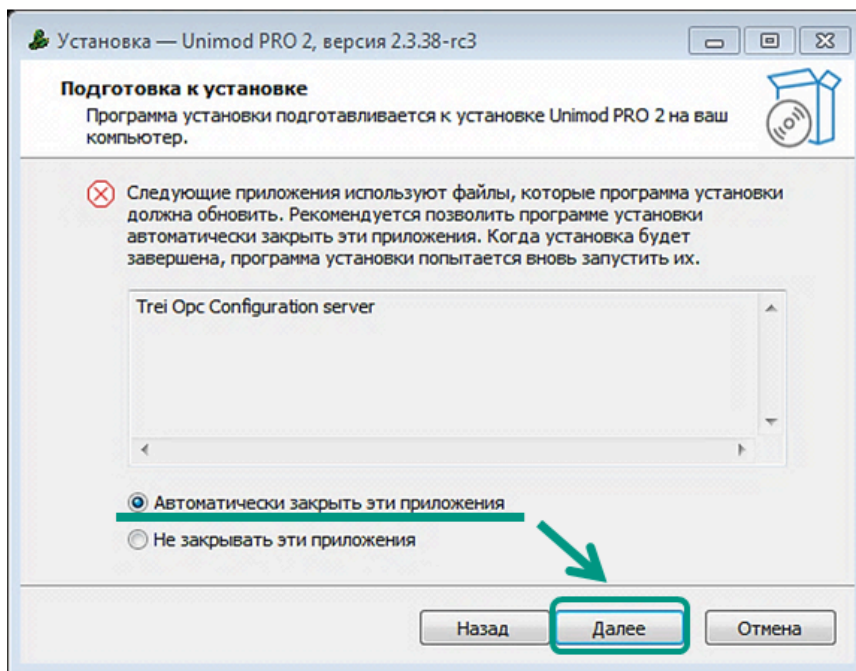 Установка — Unimod PRO 2, версия 2.3.38-rc3
Подготовка к установке
Программа установки подготавливается к установке Unimod PRO 2 на ваш
компьютер.
Следующие приложения используют файлы, которые программа установки
должна обновить. Рекомендуется позволить программе установки
автоматически закрыть эти приложения. Когда установка будет
завершена, программа установки попытается вновь запустить их.
Trei Opc Configuration server
Автоматически закрыть эти приложения
Не закрывать эти приложения
Назад Далее Отмена